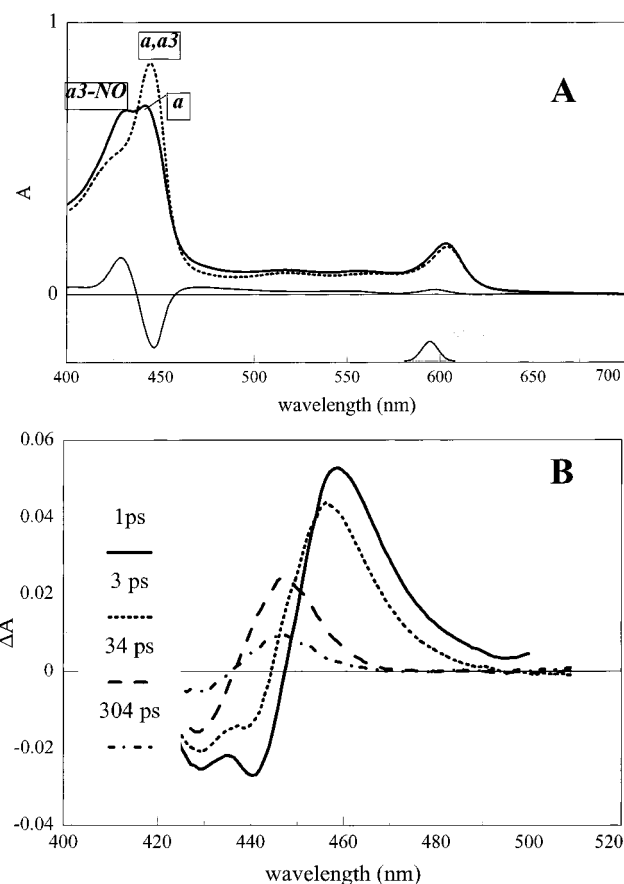 1
a,a3
A
a3-NO
a
A
0
400 450 500 550 600 650 700
wavelength (nm)
0.06
B
1ps
0.04
3 ps
0.02
34 ps
ΔA
0
304 ps
-0.02
-0.04
400 420 440 460 480 500 520
wavelength (nm)